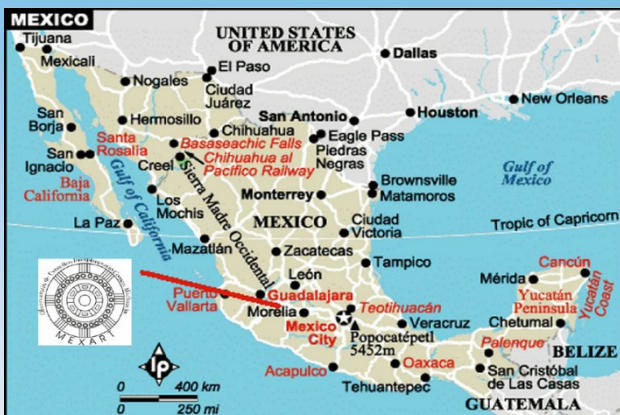 MEXICO
UNITED STATES
OF AMERICA
Tijuana
Mexicali
El Paso
Dallas
Nogales
Ciudad
Juárez
New Orleans
San
Borja
Hermosillo
San Antonio
Houston
Santa
Rosalía
Chihuahua
Eagle Pass
Basaseachic Falls
Piedras
Negras
San
Ignacio
Creel
Chihuahua al
Pacifico Railway
Gulf of
Mexico
Baja
California
Gulf of California
Sierra Madre Occidental
Brownsville
Matamoros
Los
Mochis
Monterrey
La Paz
MEXICO
Ciudad
Victoria
Tropic of Capricorn
Mazatlán
Zacatecas
Tampico
Cancún
León
Mérida
Yucatán
Coast
Puerto
Vallarta
Guadalajara
Teotihuacán
Yucatán
Peninsula
Morelia
Mexico
City
Veracruz
Chetumal
Popocatépetl
5452m
Palenque
BELIZE
MEXART
Acapulco
Oaxaca
San Cristóbal
de Las Casas
Tehuantepec
GUATEMALA
ip
0 400 km
0 250 mi